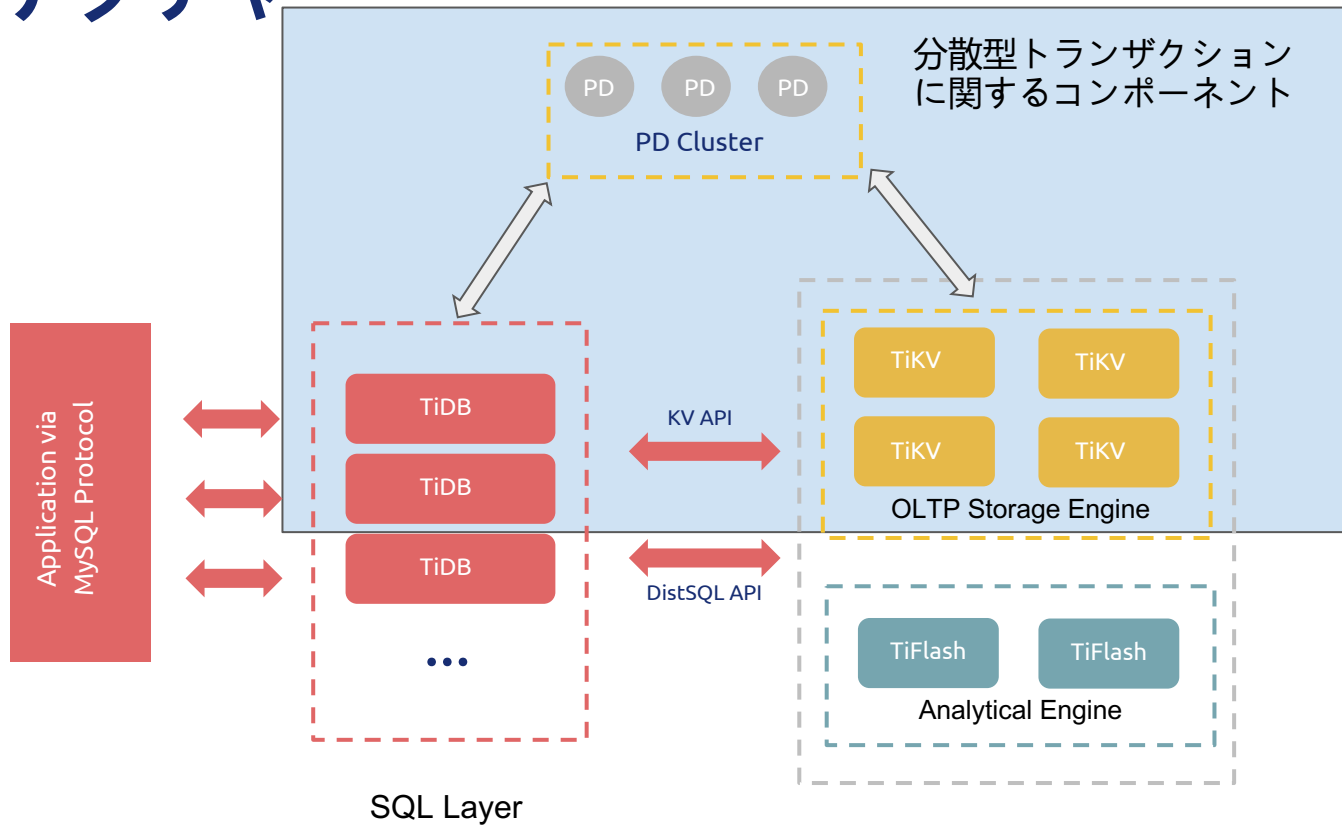 分散型トランザクション
に関するコンポーネント
PD PD PD
PD Cluster
Application via
MySQL Protocol
TiDB
TiDB
TiDB
...
SQL Layer
KV API
DistSQL API
TiKV TiKV
TiKV TiKV
OLTP Storage Engine
TiFlash TiFlash
Analytical Engine